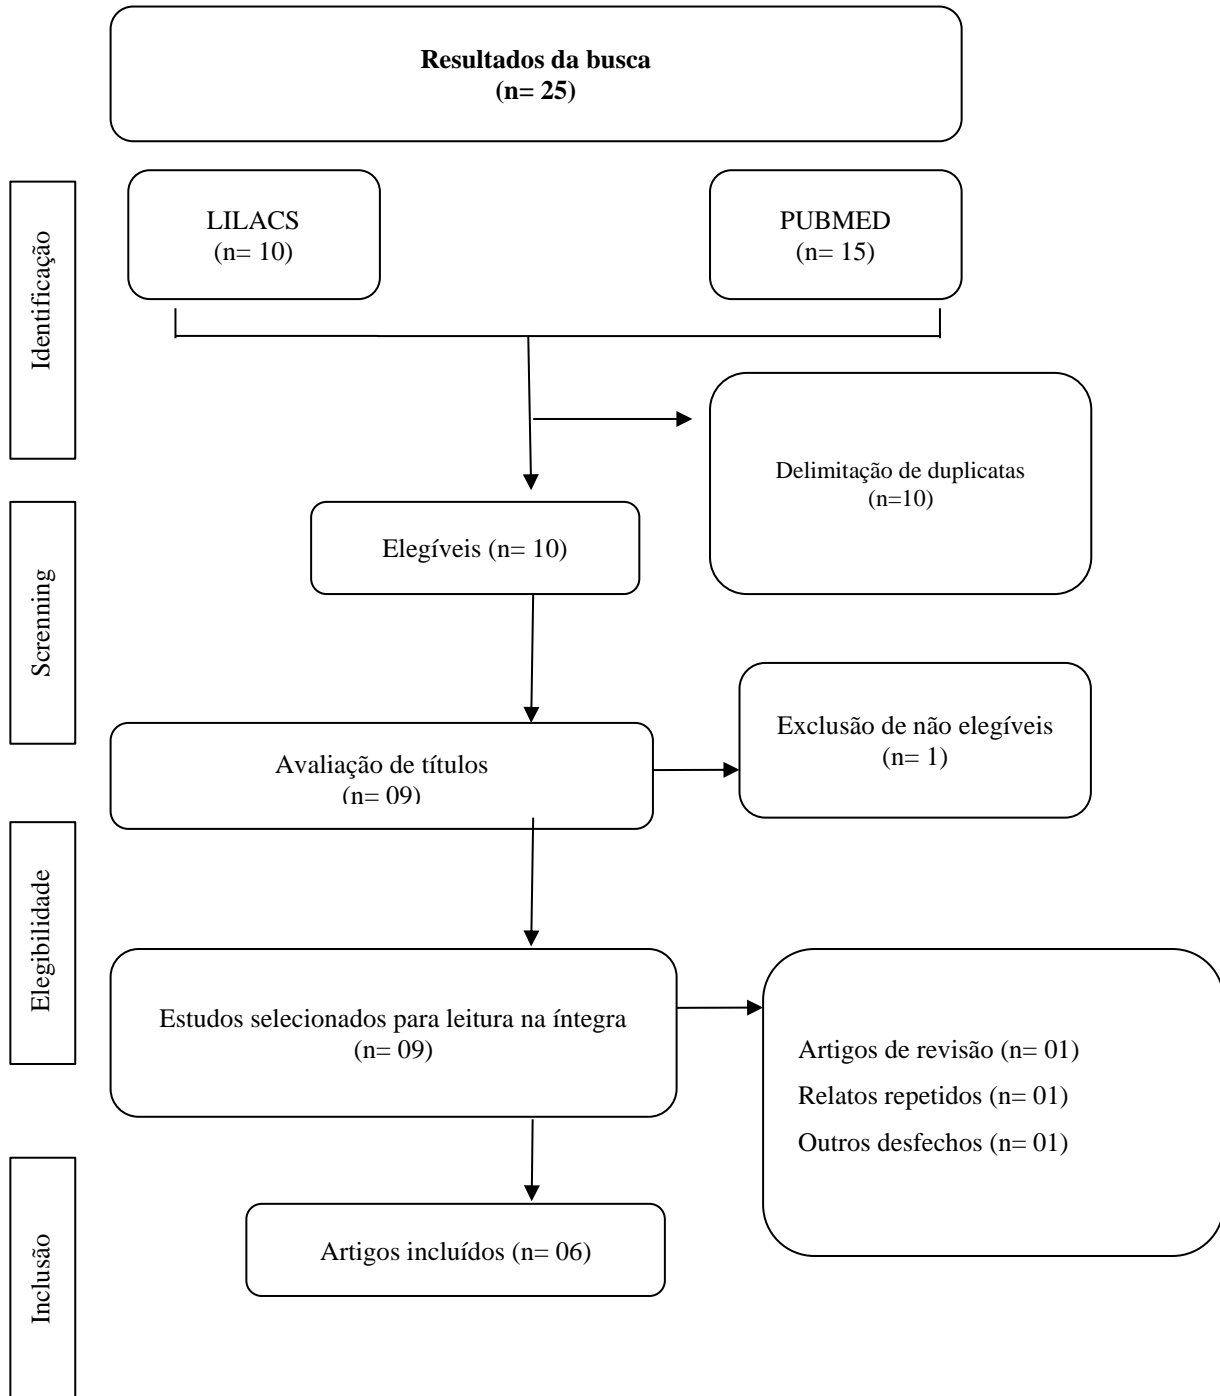 Resultados da busca
(n= 25)
Identificação
LILACS
(n= 10)
PUBMED
(n= 15)
Delimitação de duplicatas
(n=10)
Screnning
Elegíveis (n= 10)
Avaliação de títulos
(n= 09)
Exclusão de não elegíveis
(n= 1)
Elegibilidade
Estudos selecionados para leitura na íntegra
(n= 09)
Artigos de revisão (n= 01)
Relatos repetidos (n= 01)
Outros desfechos (n= 01)
Inclusão
Artigos incluídos (n= 06)